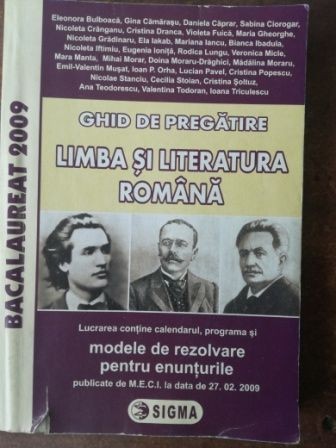 Eleonora Bulboacă, Gina Cămărașu, Daniela Căprar, Sabina Ciorogar,
Nicoleta Crânganu, Cristina Dranca, Violeta Fuică, Maria Gheorghe,
Nicoleta Grădinaru, Ela Iakab, Mariana Iancu, Bianca Ibadula,
Nicoleta Iftimiu, Eugenia Ioniță, Rodica Lungu, Veronica Micle,
Mara Manta, Mihai Morar, Doina Moraru-Drăghici, Mădălina Moraru,
Emil-Valentin Mușat, Ioan P. Orha, Lucian Pavel, Cristina Popescu,
Nicolae Stanciu, Cecilia Stoian, Cristina Șoltuz,
Ana Teodorescu, Valentina Todoran, Ioana Triculescu
BACALAUREAT 2009
GHID DE PREGĂTIRE
LIMBA ȘI LITERATURA
ROMÂNĂ
Lucrarea conține calendarul, programa și
modele de rezolvare
pentru enunțurile
publicate de M.E.C.I. la data de 27. 02. 2009
SIGMA